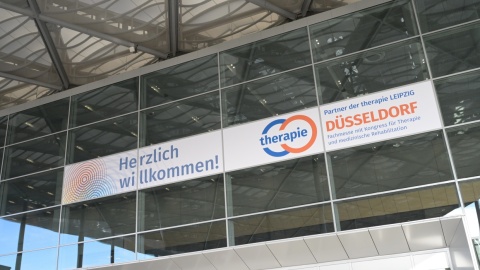 Herzlich
willkommen!
therapie
Partner der therapie LEIPZIG
DÜSSELDORF
Fachmesse mit Kongress für Therapie
und medizinische Rehabilitation